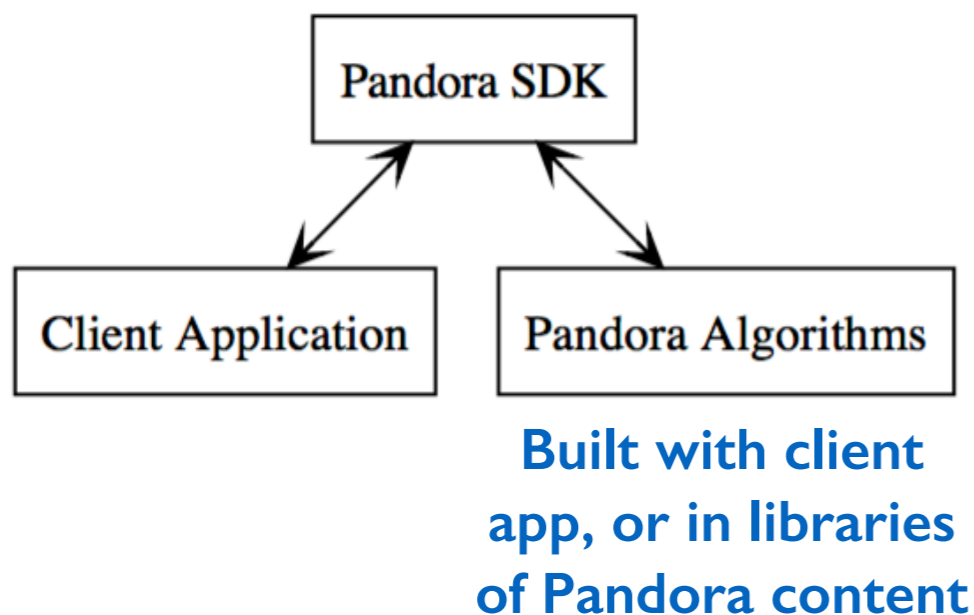 Pandora SDK
Client Application
Pandora Algorithms
Built with client
app, or in libraries
of Pandora content